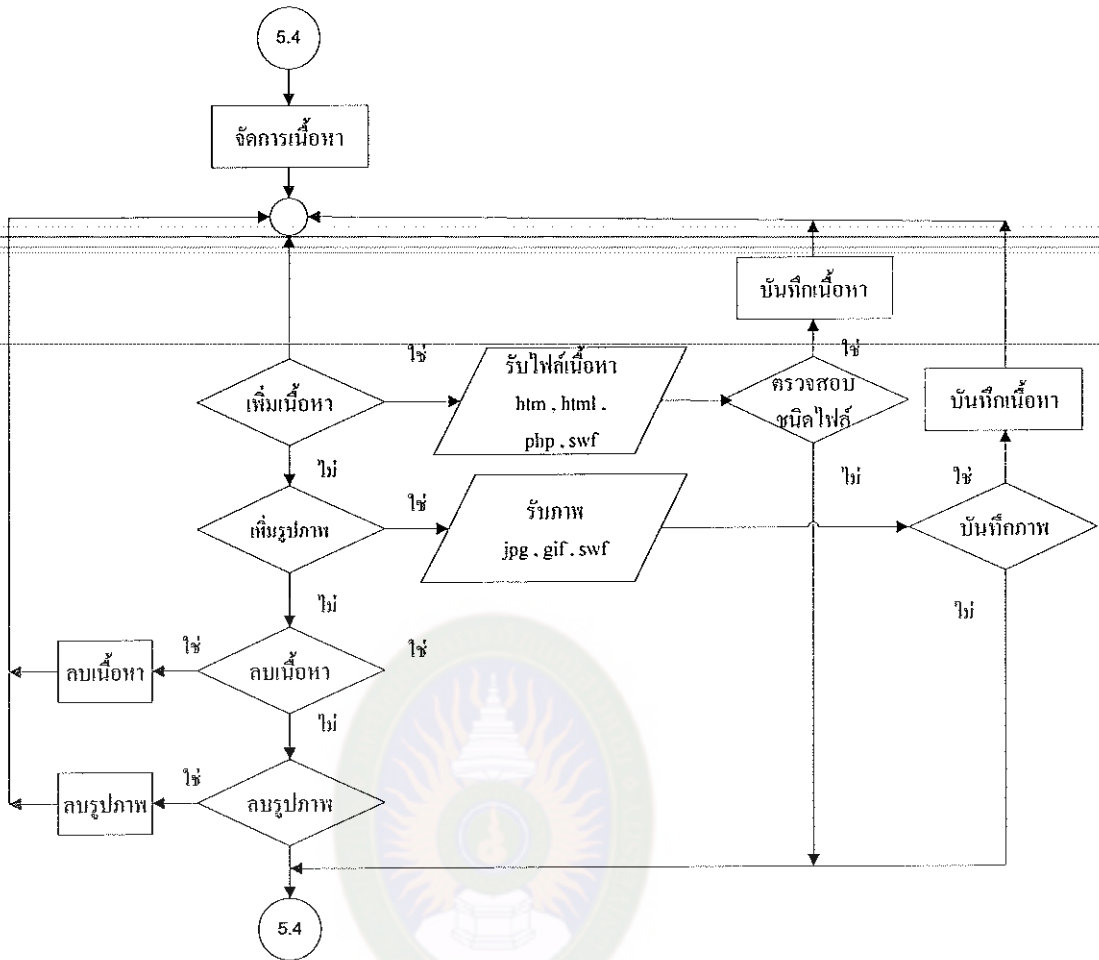 5.4
จัดการเนื้อหา
บันทึกเนื้อหา
ใช่
ใช่
เพิ่มเนื้อหา
รับไฟล์เนื้อหา
htm , html ,
php , swf
ตรวจสอบ
ชนิดไฟล์
บันทึกเนื้อหา
ไม่
ไม่
ใช่
ใช่
เพิ่มรูปภาพ
รับภาพ
jpg , gif , swf
บันทึกภาพ
ไม่
ไม่
ลบเนื้อหา
ใช่
ลบเนื้อหา
ใช่
ไม่
ลบรูปภาพ
ใช่
ลบรูปภาพ
5.4